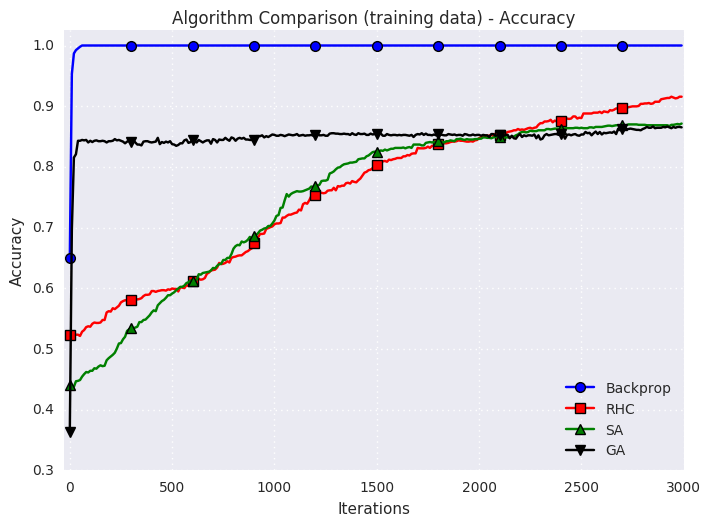 Algorithm Comparison (training data) - Accuracy
1.0
0.9
0.8
0.7
0.6
0.5
0.4
0.3
Accuracy
0
500
1000
1500
2000
2500
3000
Iterations
Backprop
RHC
SA
GA